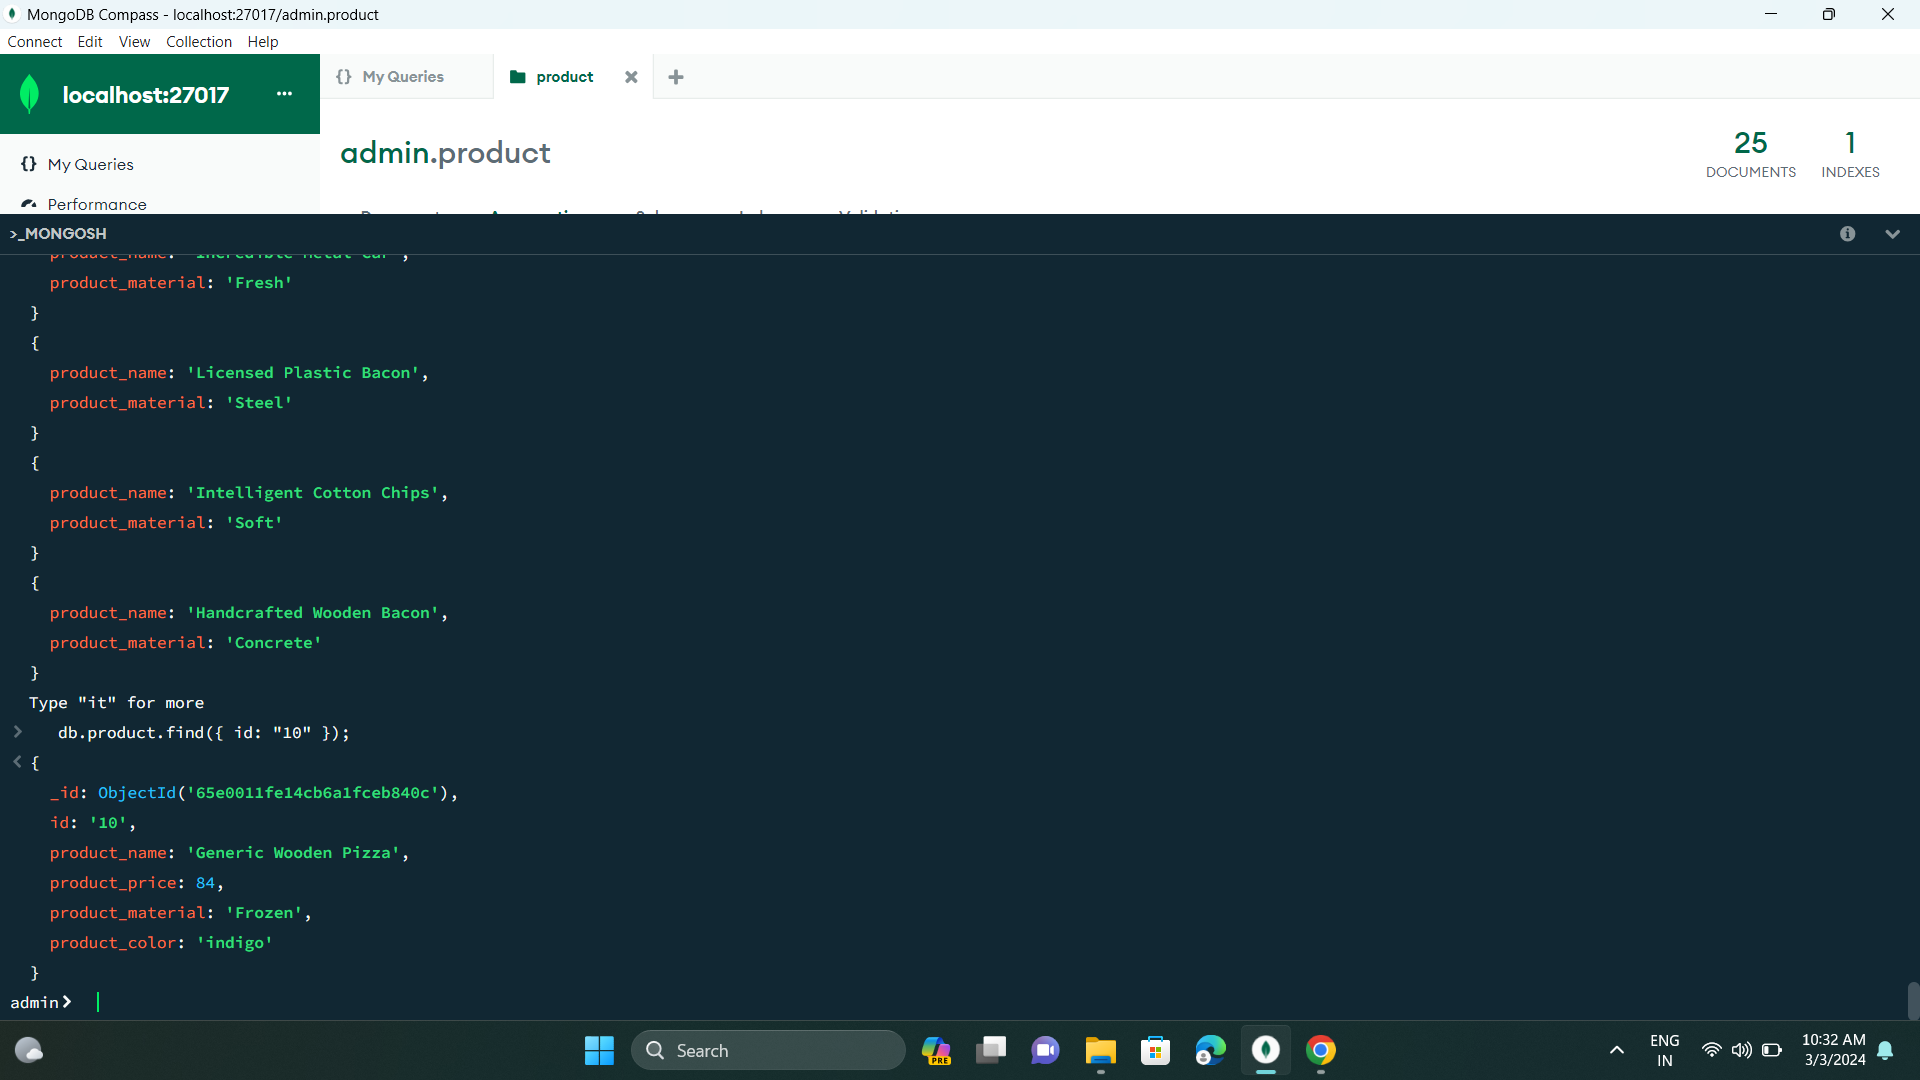 MongoDB Compass - localhost:27017/admin.product
Connect Edit View Collection Help
localhost:27017 ...
{} My Queries
product
admin.product
25
DOCUMENTS
1
INDEXES
{} My Queries
Performance
>_MONGOSH
product_material: 'Fresh'
}
{
product_name: 'Licensed Plastic Bacon',
product_material: 'Steel'
}
{
product_name: 'Intelligent Cotton Chips',
product_material: 'Soft'
}
{
product_name: 'Handcrafted Wooden Bacon',
product_material: 'Concrete'
}
Type "it" for more
> db.product.find({ id: "10" });
< {
_id: ObjectId('65e0011fe14cb6a1fceb840c'),
id: '10',
product_name: 'Generic Wooden Pizza',
product_price: 84,
product_material: 'Frozen',
product_color: 'indigo'
}
admin>
Search
PRE
ENG
IN
10:32 AM
3/3/2024